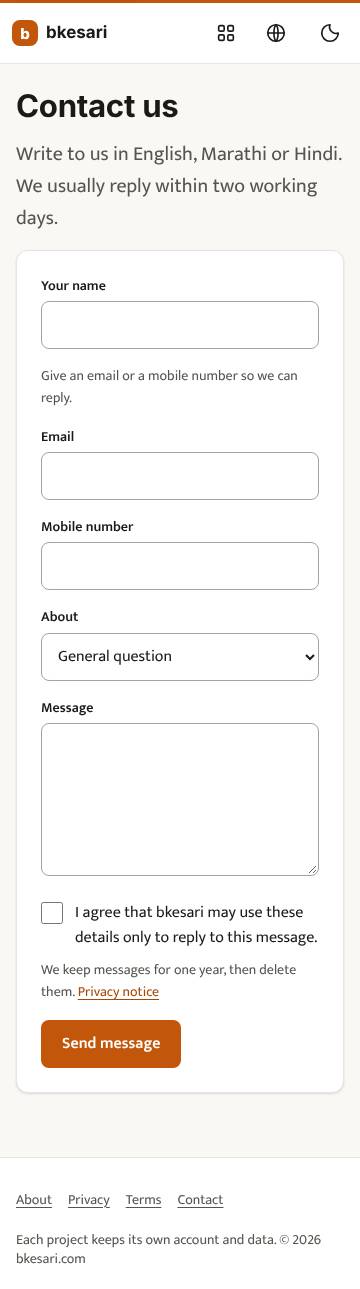 b bkesari
Contact us
Write to us in English, Marathi or Hindi.
We usually reply within two working
days.
Your name
Give an email or a mobile number so we can
reply.
Email
Mobile number
About
General question
Message
I agree that bkesari may use these
details only to reply to this message.
We keep messages for one year, then delete
them. Privacy notice
Send message
About Privacy Terms Contact
Each project keeps its own account and data. © 2026
bkesari.com